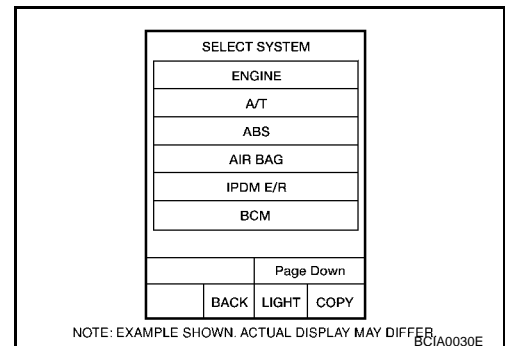 SELECT SYSTEM
ENGINE
A/T
ABS
AIR BAG
IPDM E/R
BCM
Page Down
BACK LIGHT COPY
NOTE: EXAMPLE SHOWN. ACTUAL DISPLAY MAY DIFFER.
BCIA0030E